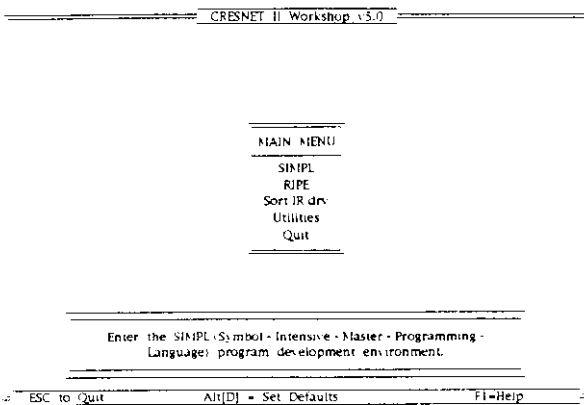 CRESNET II Workshop v3.0
MAIN MENU
SIMPL
RIPE
Sort IR drv
Utilities
Quit
Enter the SIMPL (Symbol - Intensive - Master - Programming -
Language) program development environment.
ESC to Quit Alt[D] = Set Defaults F1=Help